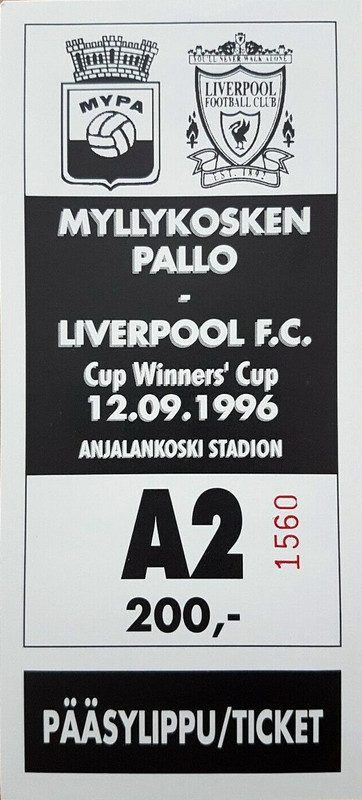 MYPA
YOU'LL NEVER WALK ALONE
LIVERPOOL
FOOTBALL CLUB
EST. 1892
MYLLYKOSKEN
PALLO
-
LIVERPOOL F.C.
Cup Winners' Cup
12.09.1996
ANJALANKOSKI STADION
A2
1560
200,-
PÄÄSYLIPPU/TICKET